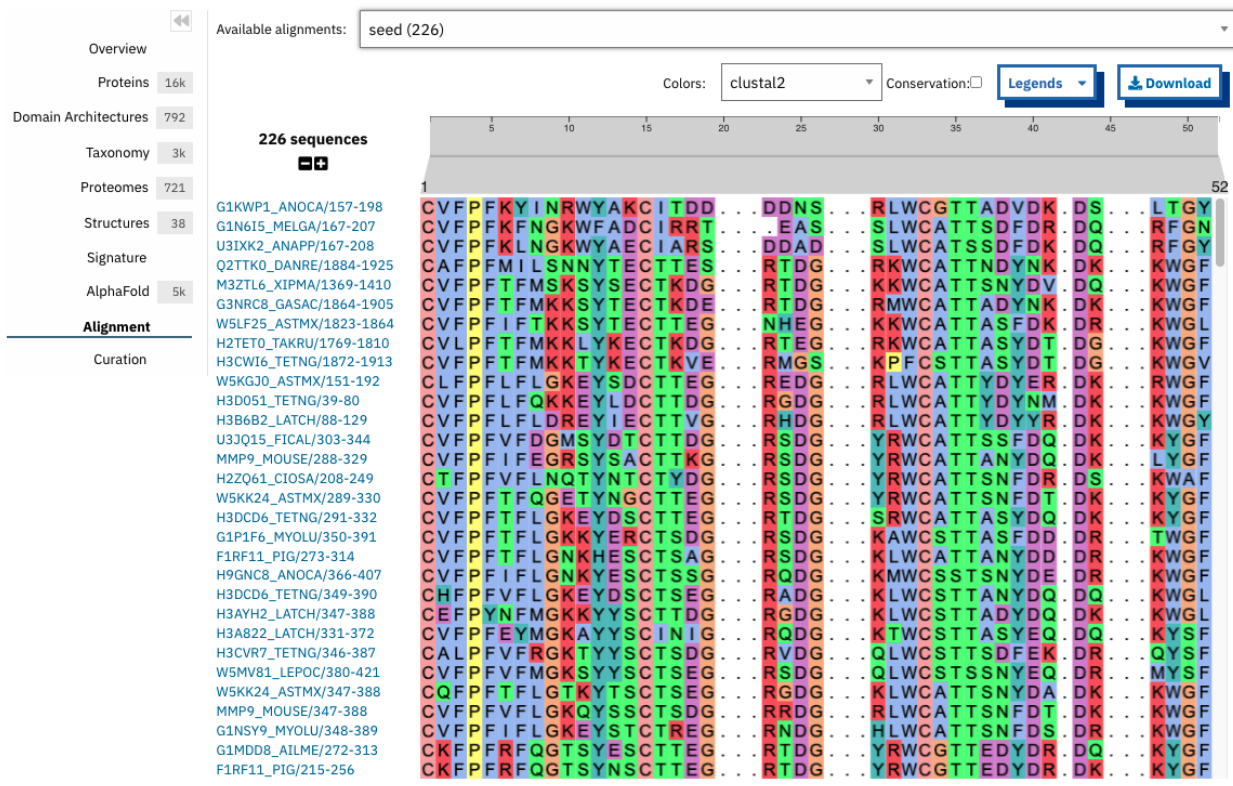 Overview
Proteins 16k
Domain Architectures 792
Taxonomy 3k
Proteomes 721
Structures 38
Signature
AlphaFold 5k
Alignment
Curation
Available alignments: seed (226)
Colors: clustal2 Conservation: Legends Download
226 sequences
5 10 15 20 25 30 35 40 45 50
1 52
G1KWP1_ANOCA/157-198 CVFPFKYINRWYAKCITDD...DDNS...RLWCGTTADVDK.DS...LTGY
G1N6I5_MELGA/167-207 CVFPFKFNGKWFADCIRRT....EAS...SLWCATTSDFDK.DQ...RFGN
U3IXK2_ANAPP/167-208 CVFPFKLNGKWYAECIARS...DDAD...SLWCSTTSDFDK.DQ...RFGY
Q2TTK0_DANRE/1884-1925 CAFPFMILSNNYTECTTES...RTDG...RKWCATTNDYNK.DK...KWGF
M3ZTL6_XIPMA/1369-1410 CVFPFTFMSKSYSECTKDG...RTDG...KKWCATTSNYDV.DQ...KWGF
G3NRC8_GASAC/1864-1905 CVFPFTFMKKSYTECTKDE...RTDG...RMWCATTADYNK.DK...KWGF
W5LF25_ASTMX/1823-1864 CVFPFIFTKKSYTECTTEG...NHEG...KKWCATTASFDK.DR...KWGL
H2TET0_TAKRU/1769-1810 CVLPFTFMKKLYKECTKDG...RTEG...RKWCATTASYDT.DG...KWGF
H3CWI6_TETNG/1872-1913 CVFPFTFMKKTYKECTKVE...RMGS...KPFCSTTASYDT.DG...KWGV
W5KGJ0_ASTMX/151-192 CLFPFLFLGKEYSDCTTEG...REDG...RLWCATTYDYER.DK...RWGF
H3D051_TETNG/39-80 CVFPFLFQKKEYLDCTTDG...RGDG...RLWCATTYDYNM.DK...RWGF
H3B6B2_LATCH/88-129 CVFPFLFLDREYIECTTVG...RHDG...RLWCATTYDYYR.DK...KWGY
U3JQ15_FICAL/303-344 CVFPFVFDGMSYDTCTTDG...RSDG...YRWCATTSSFDQ.DK...KYGF
MMP9_MOUSE/288-329 CVFPFIFEGRSYSACTTKG...RSDG...YRWCATTANYDQ.DK...LYGF
H2ZQ61_CIOSA/208-249 CTFPFVFLNQTYNTCTYDG...RSDG...YRWCATTSNFDR.DS...KWAF
W5KK24_ASTMX/289-330 CVFPFTFQGETYNGCTTEG...RSDG...YRWCATTSNFDT.DK...KYGF
H3DCD6_TETNG/291-332 CVFPFTFLGKEYDSCTTEG...RTDG...SRWCATTASYDQ.DK...KYGF
G1P1F6_MYOLU/350-391 CVFPFTFLGKKYERCTSDG...RSDG...KAWCSTTASYDD.DR...TWGF
F1RF11_PIG/273-314 CVFPFTFLGNKHESCTSAG...RSDG...KLWCATTASYDD.DR...KWGF
H9GNC8_ANOCA/366-407 CVFPFIFLGNKYESCTSSG...RQDG...KMWCSSTSNYDE.DR...KWGF
H3DCD6_TETNG/349-390 CHFPFVFLGKEYDSCTSEG...RADG...KLWCATTANYDQ.DQ...KWGL
H3AYH2_LATCH/347-388 CEFPYNFMGKKYYSCTTDG...RGDG...KLWCSTTADYDQ.DK...KWGL
H3A822_LATCH/331-372 CVFPFEYMGKAYYSCINIG...RQDG...KTWCSTTASYEQ.DQ...KYSF
H3CVR7_TETNG/346-387 CALPFVFRGKTYYSCTSDG...RVDG...QLWCSTTSDFEK.DR...QYSF
W5MV81_LEPOC/380-421 CVFPFVFMGKSYYSCTSEG...RSDG...QLWCSTSSNYEQ.DR...MYSF
W5KK24_ASTMX/347-388 CQFPFTFLGTKYTSCTSEG...RGDG...KLWCATTSNYDA.DK...KWGF
MMP9_MOUSE/347-388 CVFPFVFLGKQYSSCTSDG...RRDG...RLWCATTSNFDT.DK...KWGF
G1NSY9_MYOLU/348-389 CVFPFIFLGKEYSTCTREG...RNDG...HLWCATTSNFDS.DR...KWGF
G1MDD8_AILME/272-313 CKFPFRFQGTSYESCTTEG...RTDG...YRWCGTTEDYDR.DQ...KYGF
F1RF11_PIG/215-256 CKFPFRFQGTSYNSCTTEG...RTDG...YRWCGTTEDYDR.DK...KYGF